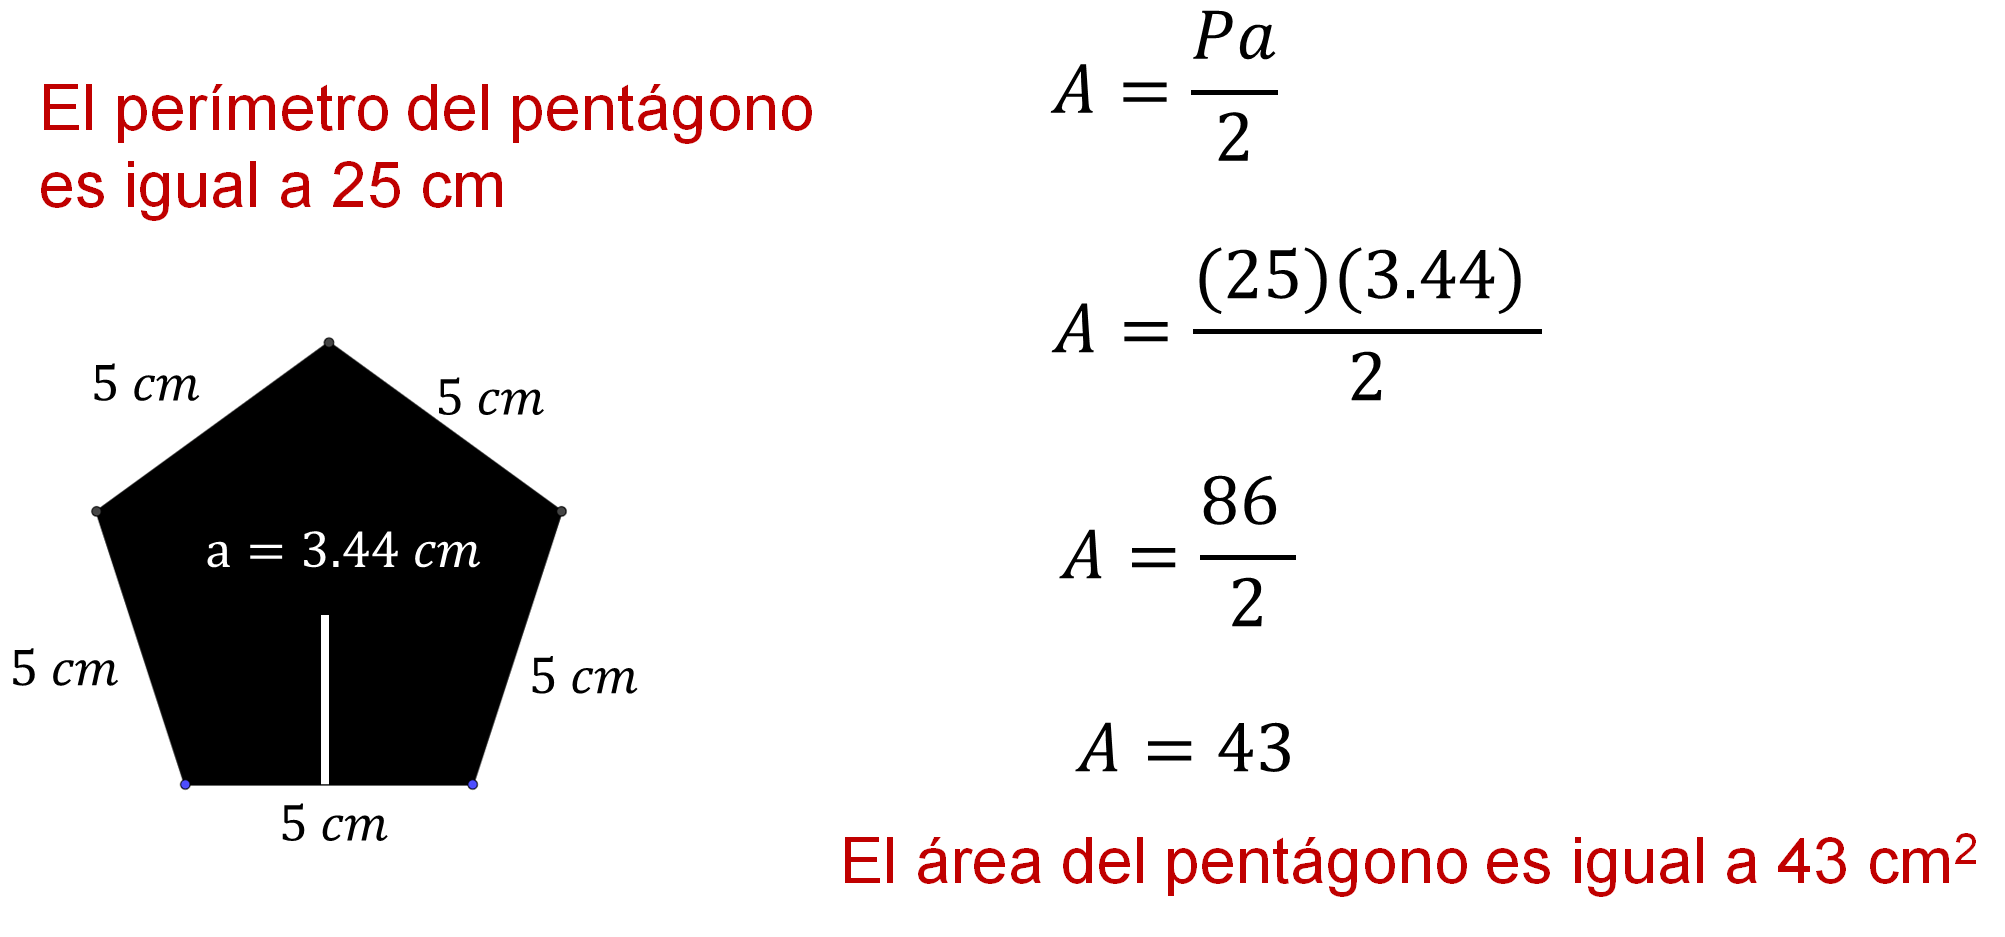 El perímetro del pentágono
es igual a 25 cm
5 cm
5 cm
a = 3.44 cm
5 cm
5 cm
5 cm
A = Pa/2
A = (25)(3.44)/2
A = 86/2
A = 43
El área del pentágono es igual a 43 cm²